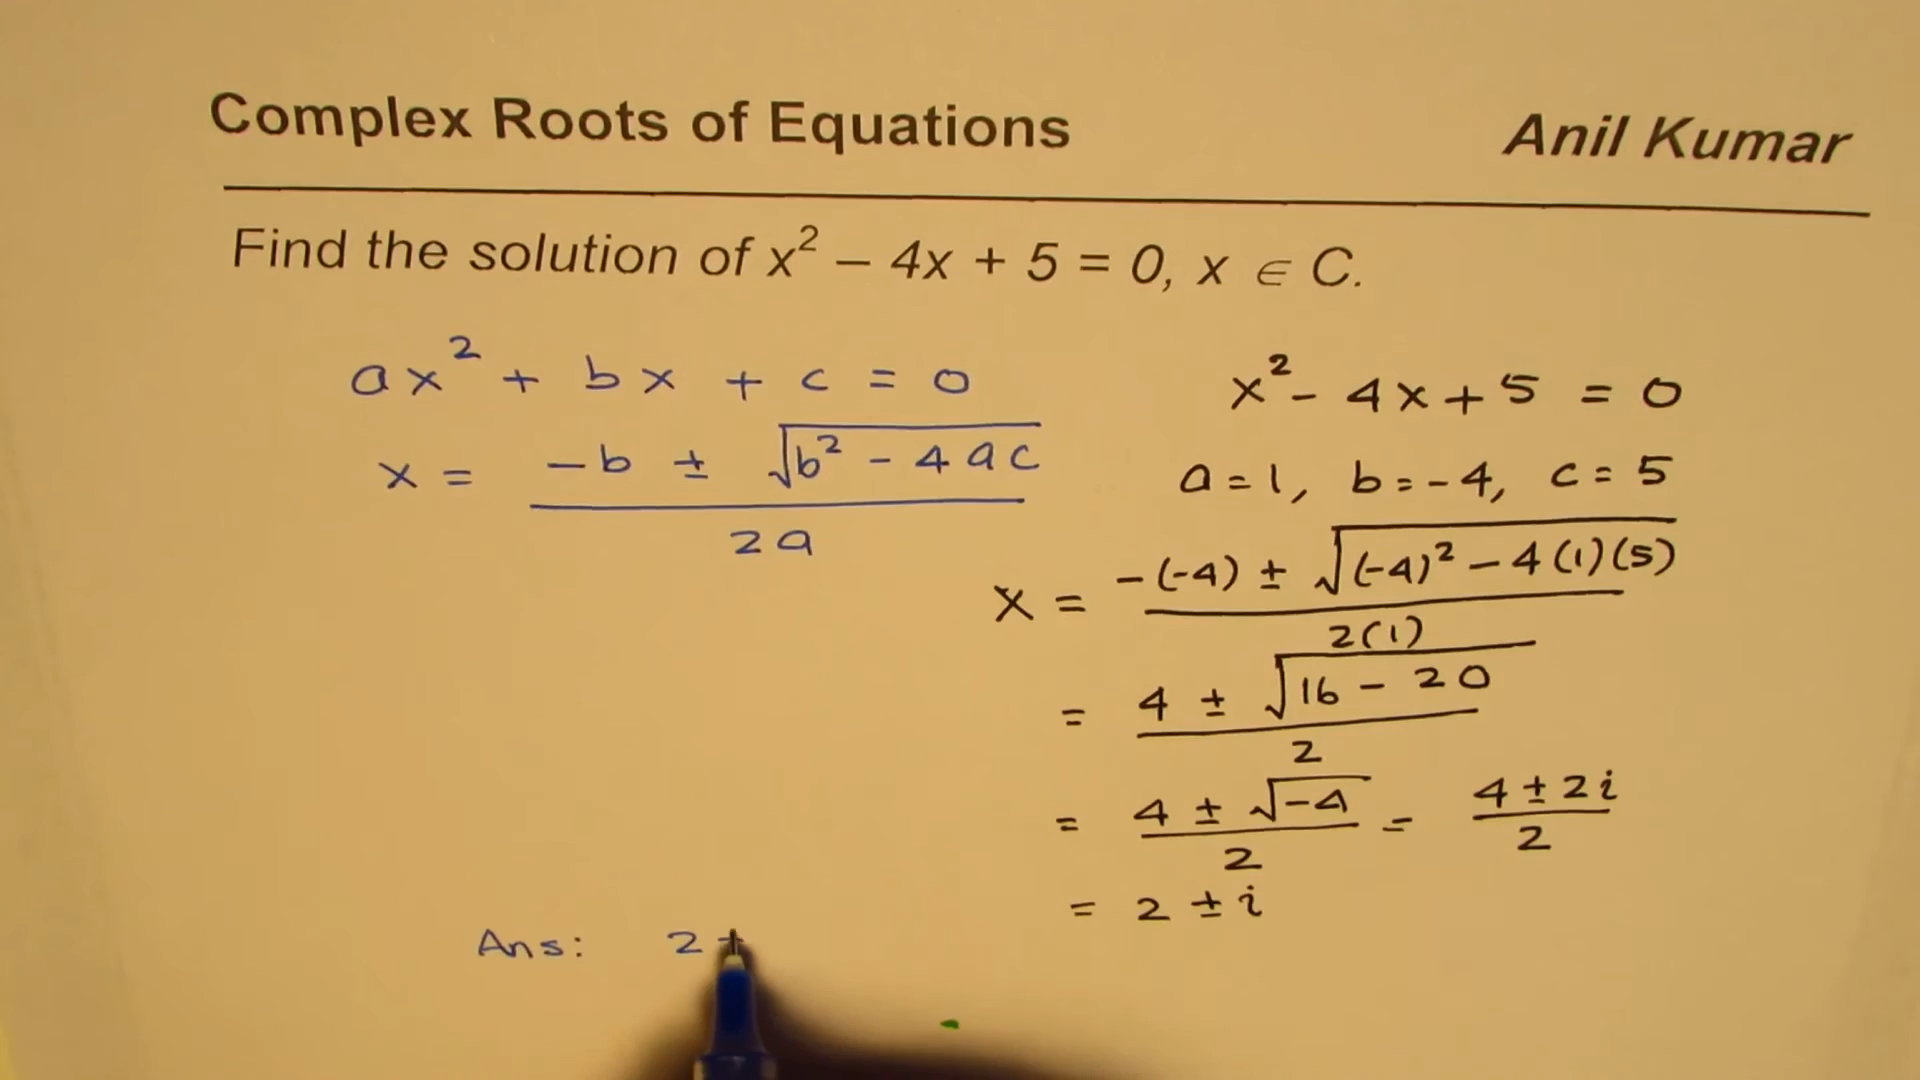 Complex Roots of Equations Anil Kumar
Find the solution of x² – 4x + 5 = 0, x ∈ C.
ax² + bx + c = 0
x = (-b ± √(b² - 4ac)) / 2a
x² - 4x + 5 = 0
a = 1, b = -4, c = 5
x = (-(-4) ± √((-4)² - 4(1)(5))) / 2(1)
= (4 ± √(16 - 20)) / 2
= (4 ± √-4) / 2 = (4 ± 2i) / 2
= 2 ± i
Ans: 2